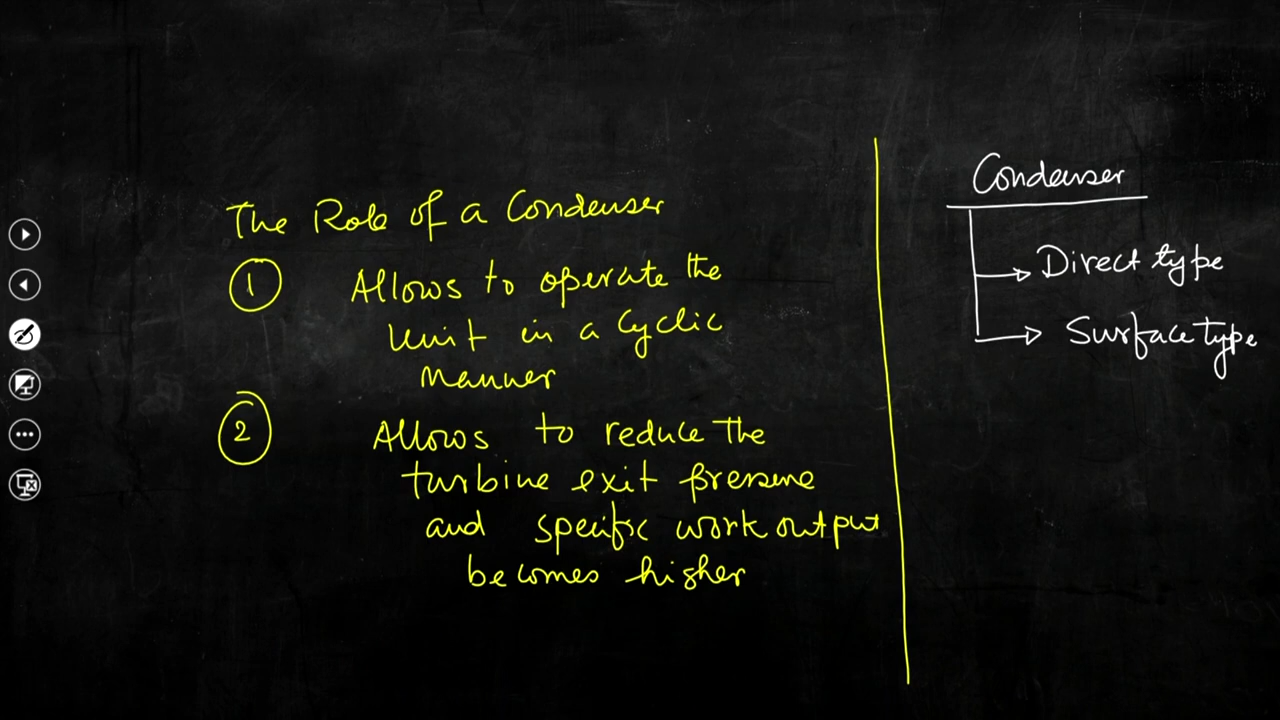 The Role of a Condenser
1 Allows to operate the
Unit in a Cyclic
Manner
2 Allows to reduce the
turbine exit pressure
and specific work output
becomes higher
Condenser
Direct type
Surface type